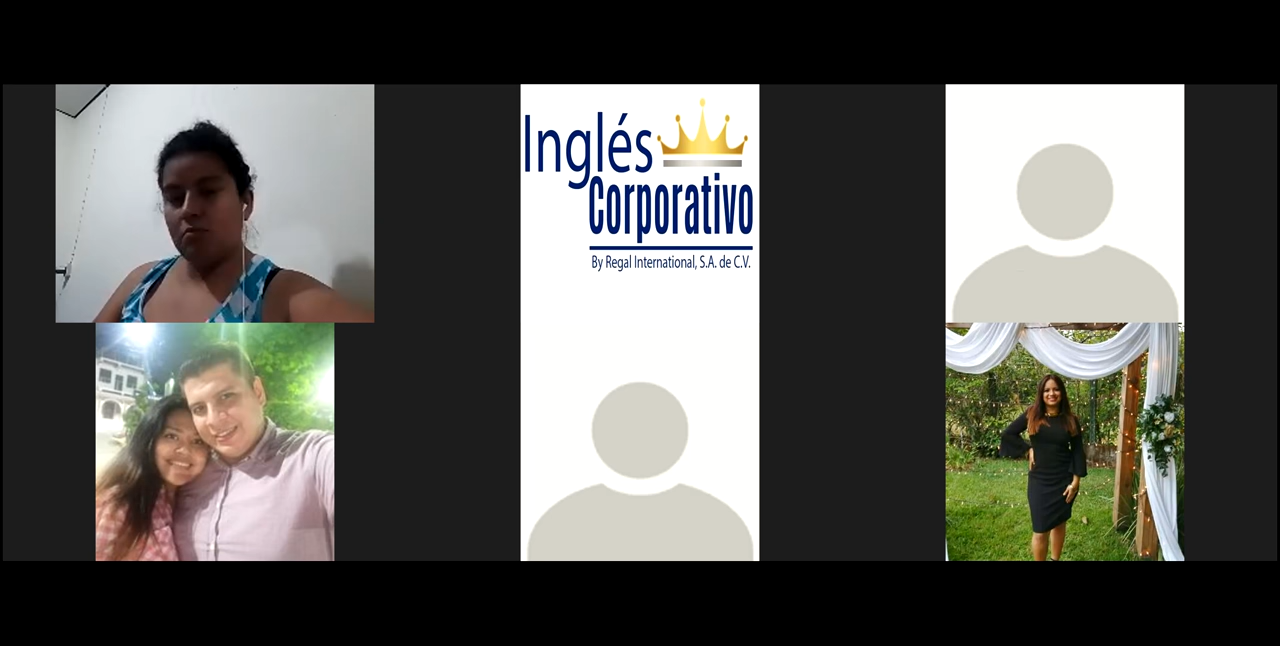 Inglés
Corporativo
By Regal International, S.A. de C.V.